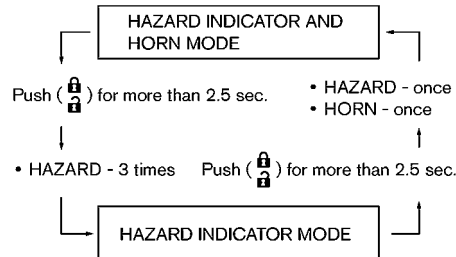 HAZARD INDICATOR AND
HORN MODE
Push ( ) for more than 2.5 sec.
• HAZARD - once
• HORN - once
• HAZARD - 3 times
Push ( ) for more than 2.5 sec.
HAZARD INDICATOR MODE